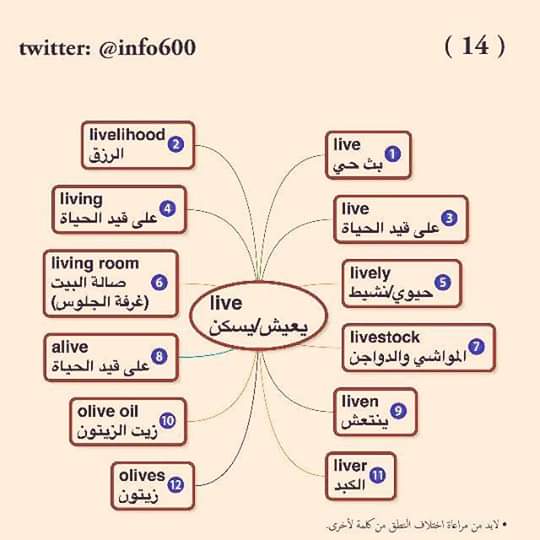 twitter: @info600
( 14 )
live
يعيش/يسكن
live
بث حي
1
livelihood
الرزق
2
live
على قيد الحياة
3
living
على قيد الحياة
4
lively
حيوي/نشيط
5
living room
صالة البيت
(غرفة الجلوس)
6
livestock
المواشي والدواجن
7
alive
على قيد الحياة
8
liven
ينتعش
9
olive oil
زيت الزيتون
10
liver
الكبد
11
olives
زيتون
12
• لابد من مراعاة اختلاف النطق من كلمة لأخرى.